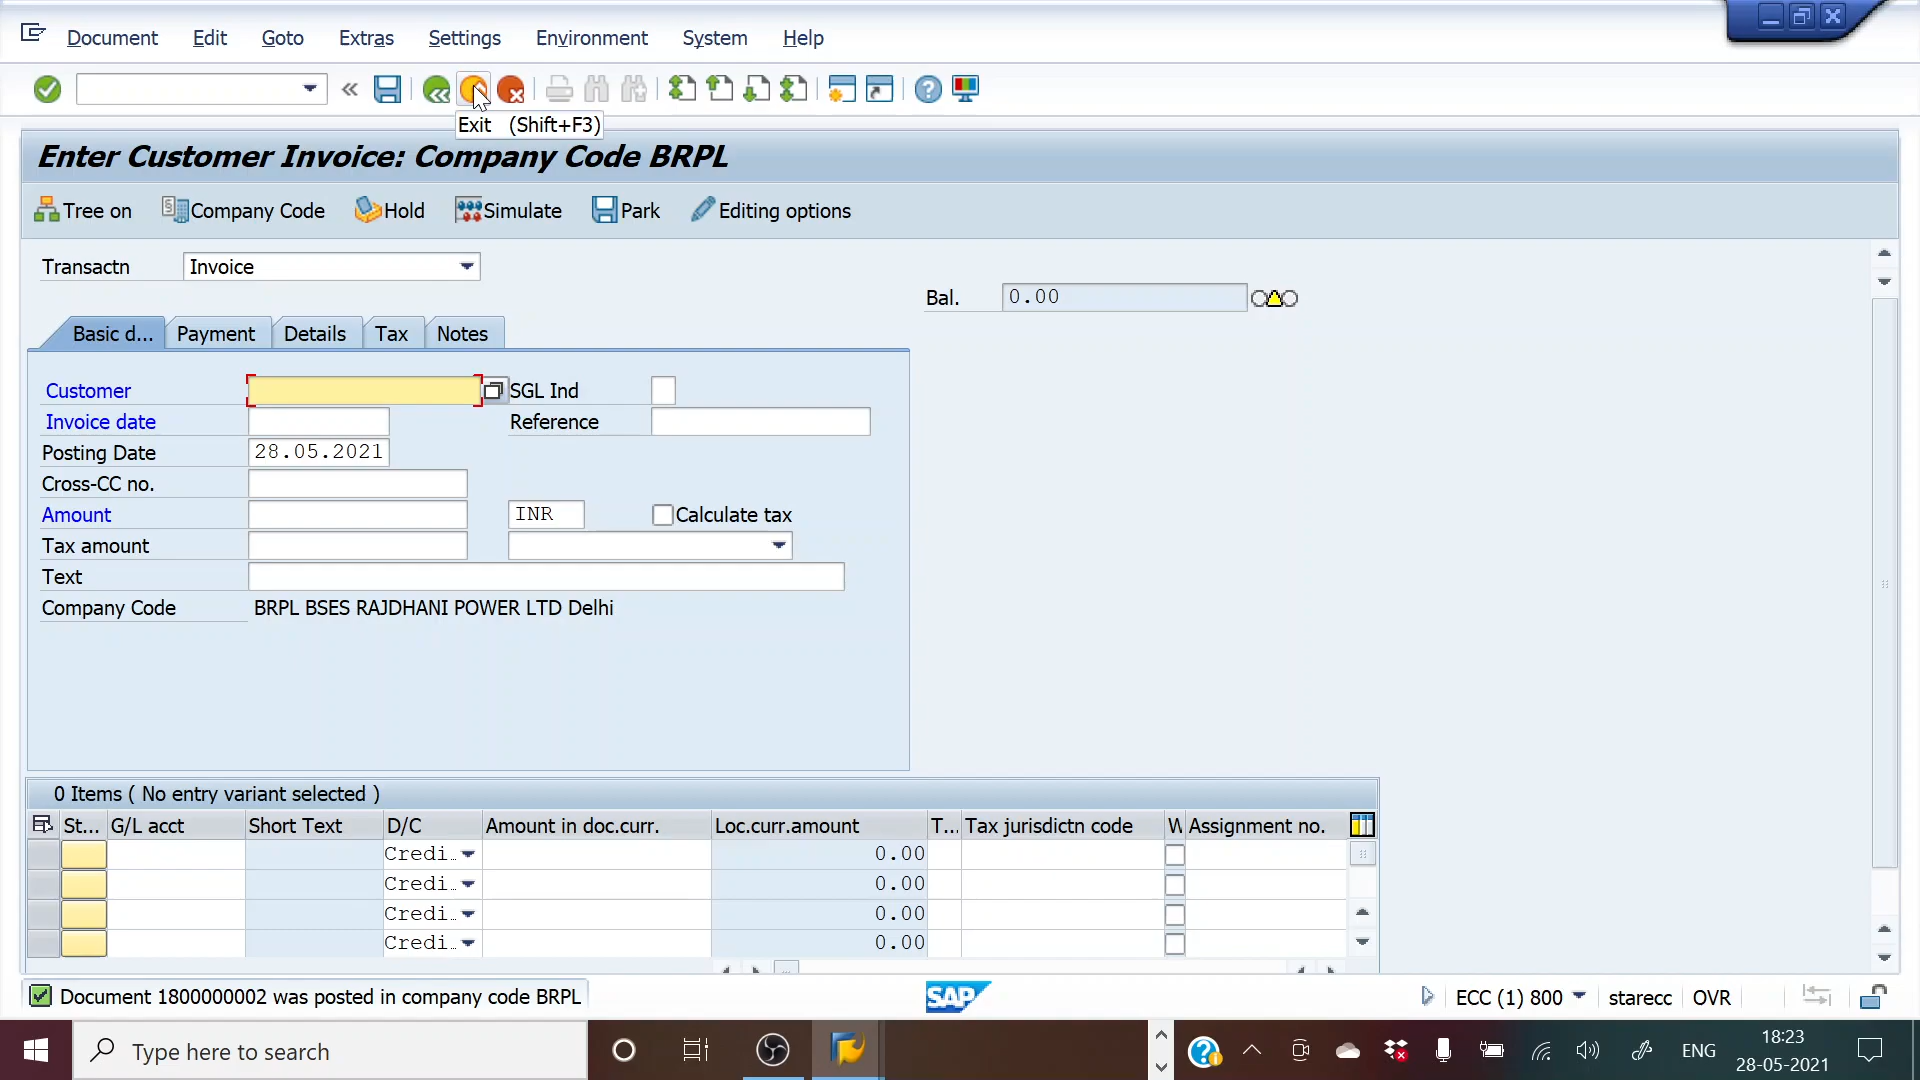 Document Edit Goto Extras Settings Environment System Help
Exit (Shift+F3)
Enter Customer Invoice: Company Code BRPL
Tree on Company Code Hold Simulate Park Editing options
Transactn Invoice
Bal. 0.00
Basic d... Payment Details Tax Notes
Customer SGL Ind
Invoice date Reference
Posting Date 28.05.2021
Cross-CC no.
Amount INR Calculate tax
Tax amount
Text
Company Code BRPL BSES RAJDHANI POWER LTD Delhi
0 Items ( No entry variant selected )
St... G/L acct Short Text D/C Amount in doc.curr. Loc.curr.amount T... Tax jurisdictn code W Assignment no.
Credi… 0.00
Credi… 0.00
Credi… 0.00
Credi… 0.00
Document 1800000002 was posted in company code BRPL SAP ECC (1) 800 starecc OVR
Type here to search ENG 18:23
28-05-2021